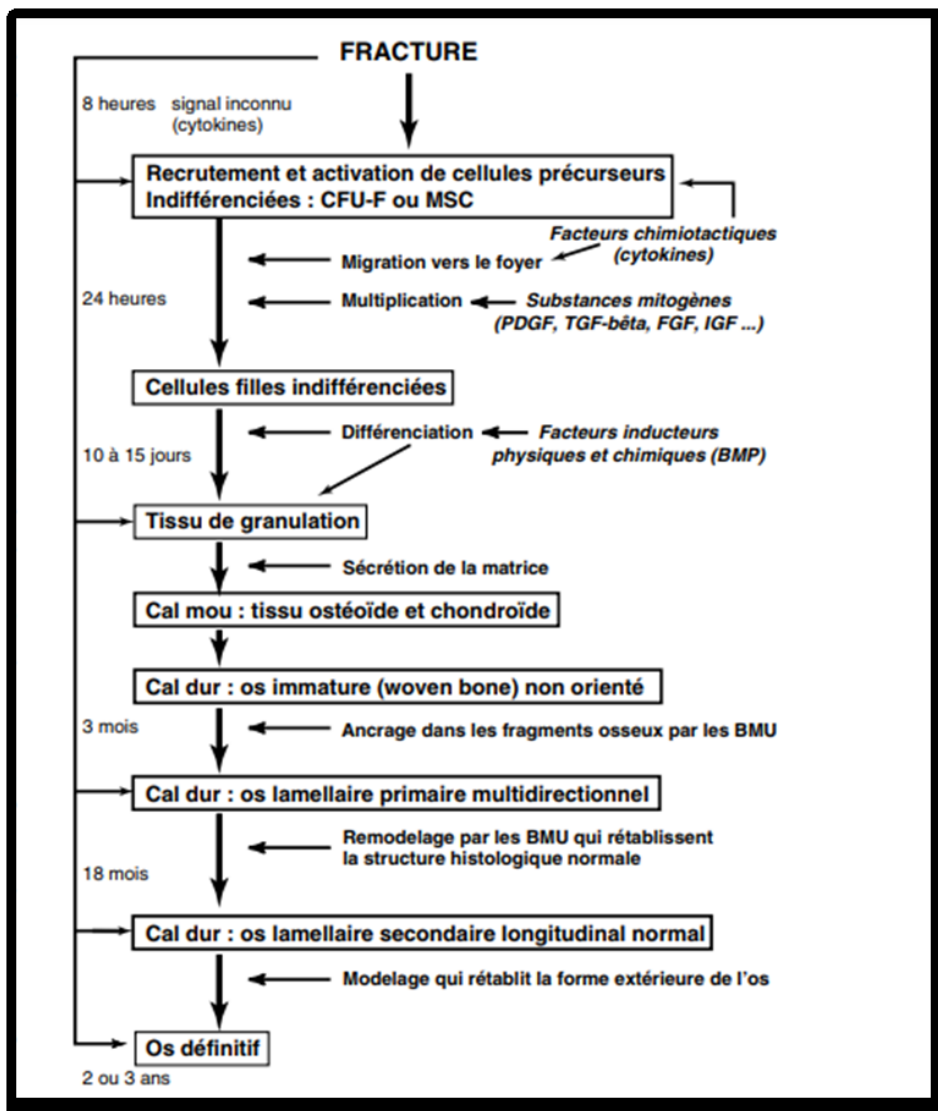 FRACTURE
8 heures signal inconnu
(cytokines)
Recrutement et activation de cellules précurseurs
Indifférenciées : CFU-F ou MSC
Facteurs chimiotactiques
(cytokines)
Migration vers le foyer
24 heures
Multiplication
Substances mitogènes
(PDGF, TGF-bêta, FGF, IGF ...)
Cellules filles indifférenciées
Différenciation
Facteurs inducteurs
physiques et chimiques (BMP)
10 à 15 jours
Tissu de granulation
Sécrétion de la matrice
Cal mou : tissu ostéoïde et chondroïde
Cal dur : os immature (woven bone) non orienté
3 mois
Ancrage dans les fragments osseux par les BMU
Cal dur : os lamellaire primaire multidirectionnel
Remodelage par les BMU qui rétablissent
la structure histologique normale
18 mois
Cal dur : os lamellaire secondaire longitudinal normal
Modelage qui rétablit la forme extérieure de l'os
Os définitif
2 ou 3 ans